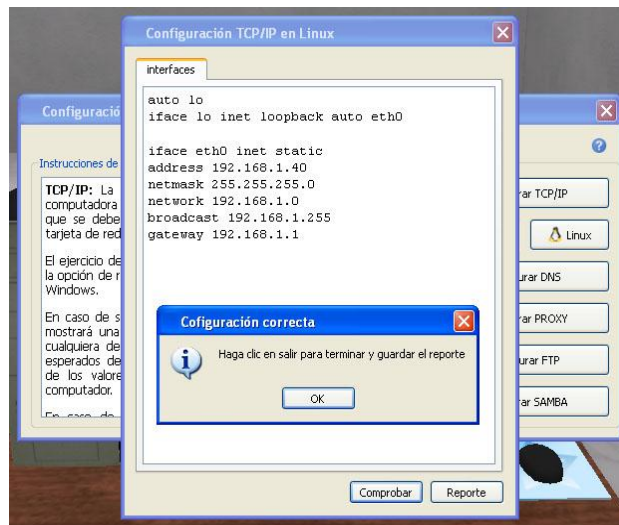 Configuración TCP/IP en Linux
interfaces
auto lo
iface lo inet loopback auto eth0
iface eth0 inet static
address 192.168.1.40
netmask 255.255.255.0
network 192.168.1.0
broadcast 192.168.1.255
gateway 192.168.1.1
Cofiguración correcta
Haga clic en salir para terminar y guardar el reporte
OK
Comprobar
Reporte
Configuració
Instrucciones de
TCP/IP: La
computadora
que se debe
tarjeta de red
El ejercicio de
la opción de r
Windows.
En caso de s
mostrará una
cualquiera de
esperados de
de los valore
computador.
rar TCP/IP
Linux
urar DNS
rar PROXY
urar FTP
rar SAMBA